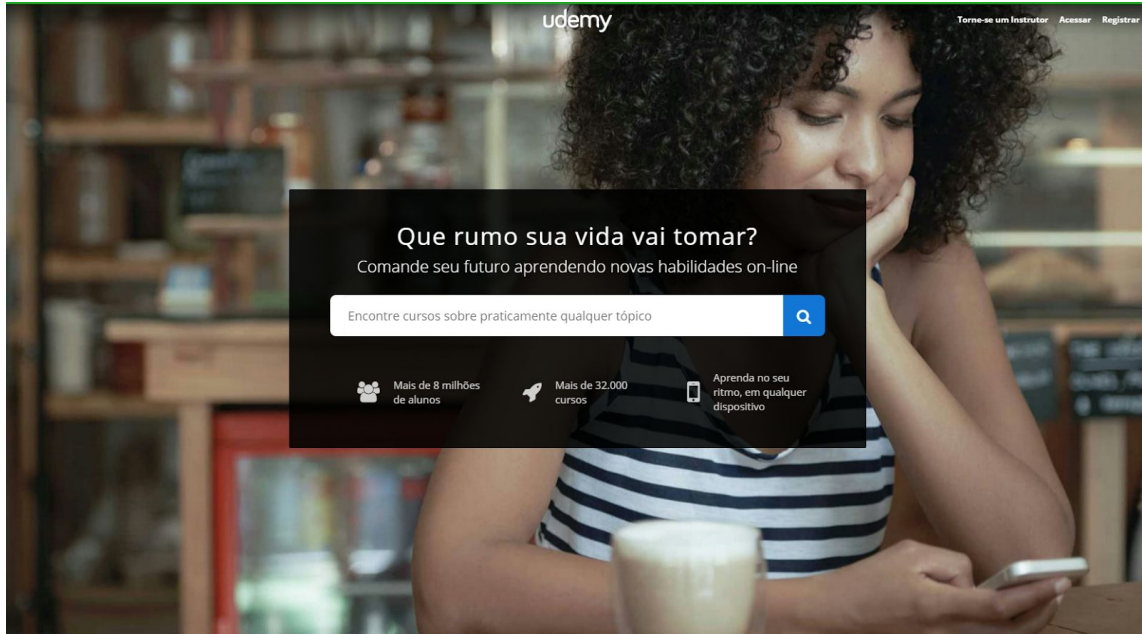 udemy
Torne-se um Instrutor Acessar Registrar
Que rumo sua vida vai tomar?
Comande seu futuro aprendendo novas habilidades on-line
Encontre cursos sobre praticamente qualquer tópico
Mais de 8 milhões
de alunos
Mais de 32.000
cursos
Aprenda no seu
ritmo, em qualquer
dispositivo